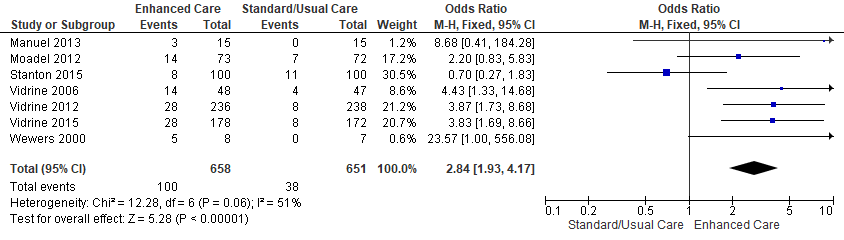 Enhanced Care Standard/Usual Care Odds Ratio Odds Ratio
Study or Subgroup Events Total Events Total Weight M-H, Fixed, 95% CI M-H, Fixed, 95% CI
Manuel 2013 3 15 0 15 1.2% 8.68 [0.41, 184.28]
Moadel 2012 14 73 7 72 17.2% 2.20 [0.83, 5.83]
Stanton 2015 8 100 11 100 30.5% 0.70 [0.27, 1.83]
Vidrine 2006 14 48 4 47 8.6% 4.43 [1.33, 14.68]
Vidrine 2012 28 236 8 238 21.2% 3.87 [1.73, 8.68]
Vidrine 2015 28 178 8 172 20.9% 3.83 [1.69, 8.66]
Wewers 2000 5 8 0 7 0.6% 23.57 [1.00, 556.08]
Total (95% CI) 658 651 100.0% 2.84 [1.93, 4.17]
Total events 100 38
Heterogeneity: Chi² = 12.28, df = 6 (P = 0.06); I² = 51%
Test for overall effect: Z = 5.28 (P < 0.00001)
0.1 0.2 0.5 1 2 5 10
Standard/Usual Care Enhanced Care